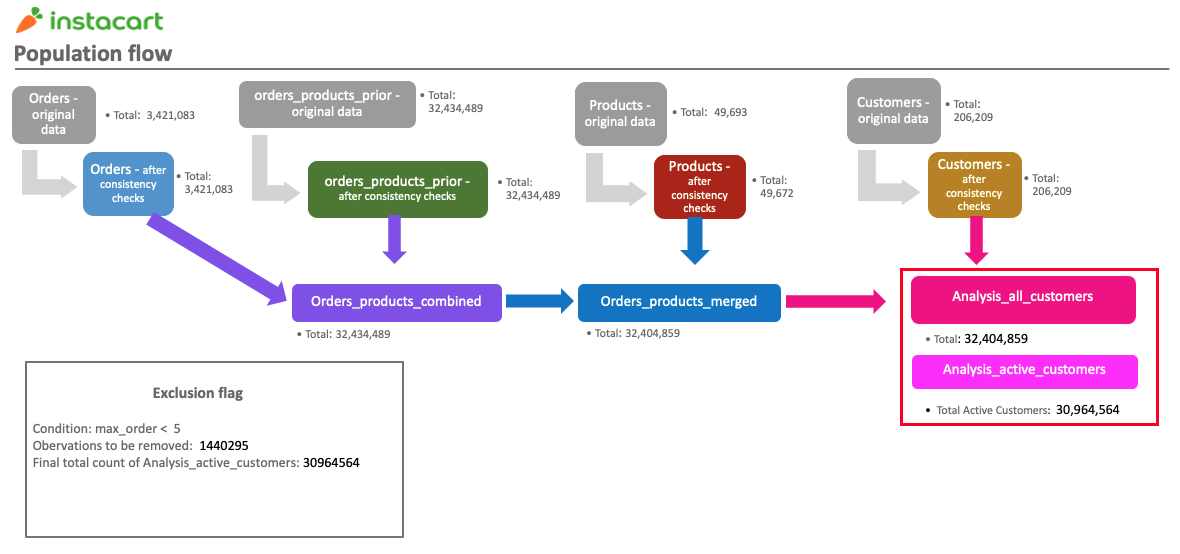 instacart
Population flow
Orders -
original
data
• Total: 3,421,083
orders_products_prior -
original data
• Total:
32,434,489
Products -
original data
• Total: 49,693
Customers -
original data
• Total:
206,209
Orders - after
consistency
checks
• Total:
3,421,083
orders_products_prior -
after consistency checks
• Total:
32,434,489
Products -
after
consistency
checks
• Total:
49,672
Customers -
after
consistency
checks
• Total:
206,209
Orders_products_combined
• Total: 32,434,489
Orders_products_merged
• Total: 32,404,859
Analysis_all_customers
• Total: 32,404,859
Analysis_active_customers
• Total Active Customers: 30,964,564
Exclusion flag
Condition: max_order < 5
Obervations to be removed: 1440295
Final total count of Analysis_active_customers: 30964564